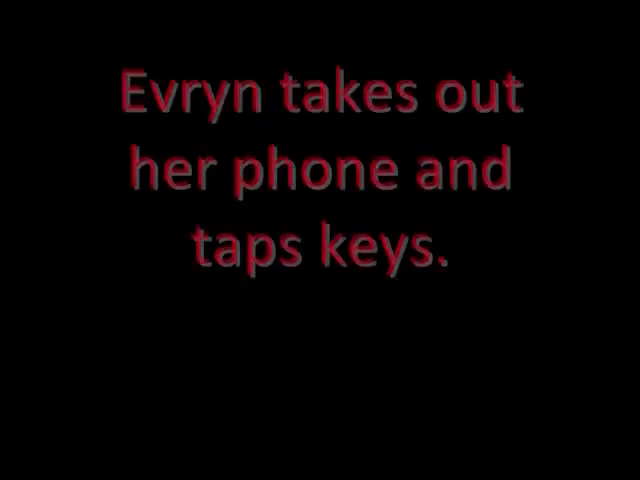 Evryn takes out
her phone and
taps keys.